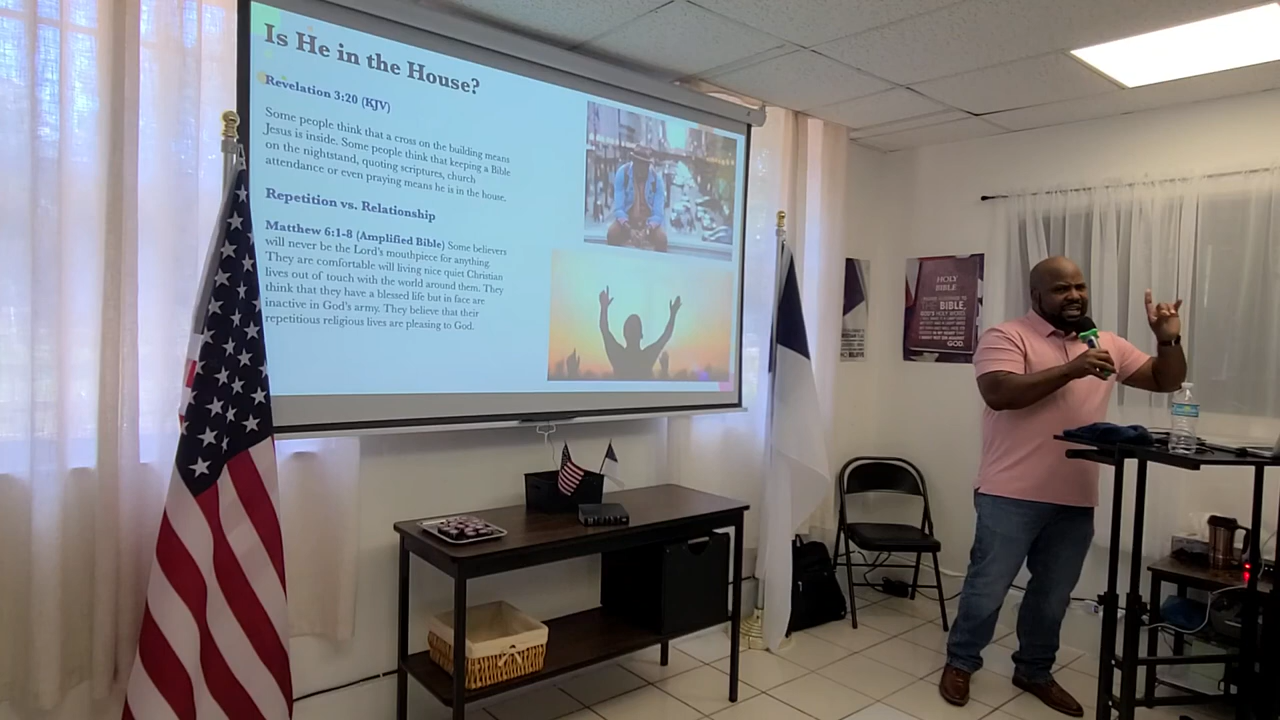 Is He in the House?
Revelation 3:20 (KJV)
Some people think that a cross on the building means
Jesus is inside. Some people think that keeping a Bible
on the nightstand, quoting scriptures, church
attendance or even praying means he is in the house.
Repetition vs. Relationship
Matthew 6:1-8 (Amplified Bible) Some believers
will never be the Lord's mouthpiece for anything.
They are comfortable will living nice quiet Christian
lives out of touch with the world around them. They
think that they have a blessed life but in face are
inactive in God's army. They believe that their
repetitious religious lives are pleasing to God.
HOLY
BIBLE
THE BIBLE,
GOD'S HOLY WORD
GOD.